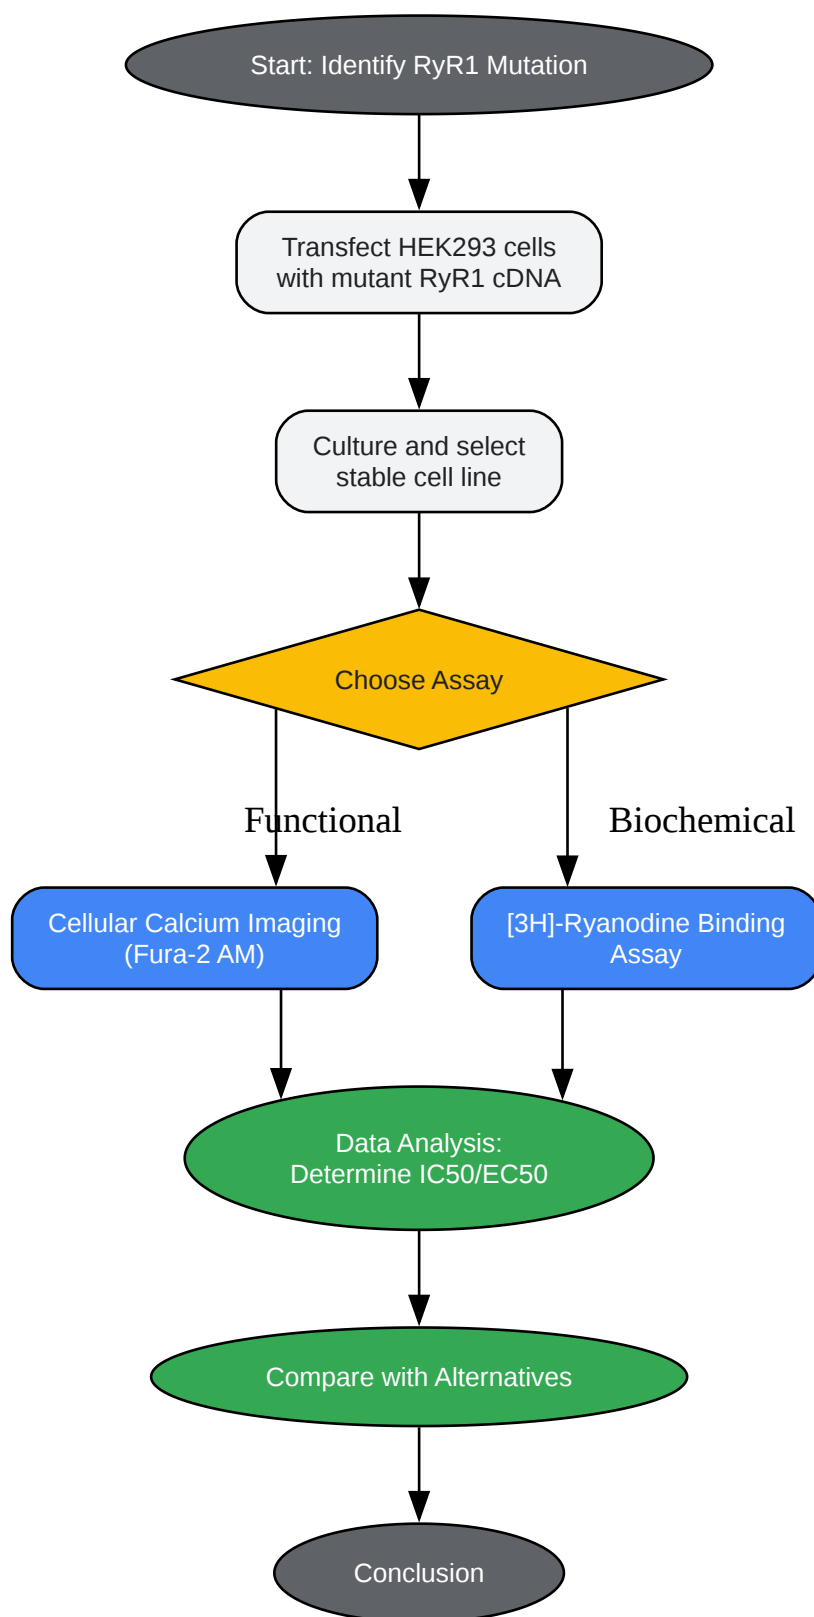 Start: Identify RyR1 Mutation
Transfect HEK293 cells
with mutant RyR1 cDNA
Culture and select
stable cell line
Choose Assay
Functional
Biochemical
Cellular Calcium Imaging
(Fura-2 AM)
[3H]-Ryanodine Binding
Assay
Data Analysis:
Determine IC50/EC50
Compare with Alternatives
Conclusion